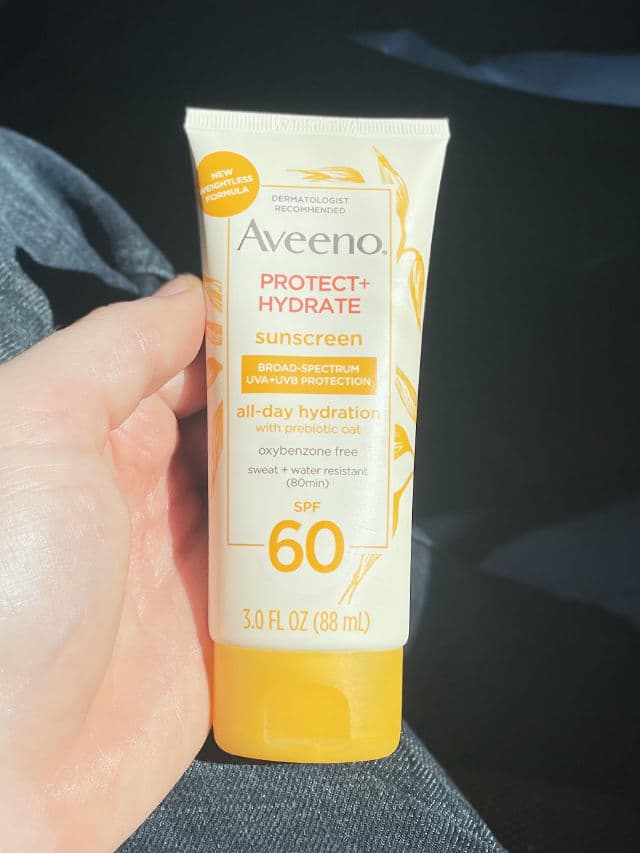 NEW
WEIGHTLESS
FORMULA
DERMATOLOGIST
RECOMMENDED
Aveeno®
PROTECT+
HYDRATE
sunscreen
BROAD-SPECTRUM
UVA+UVB PROTECTION
all-day hydration
with prebiotic oat
oxybenzone free
sweat + water resistant
(80min)
SPF
60
3.0 FL OZ (88 mL)